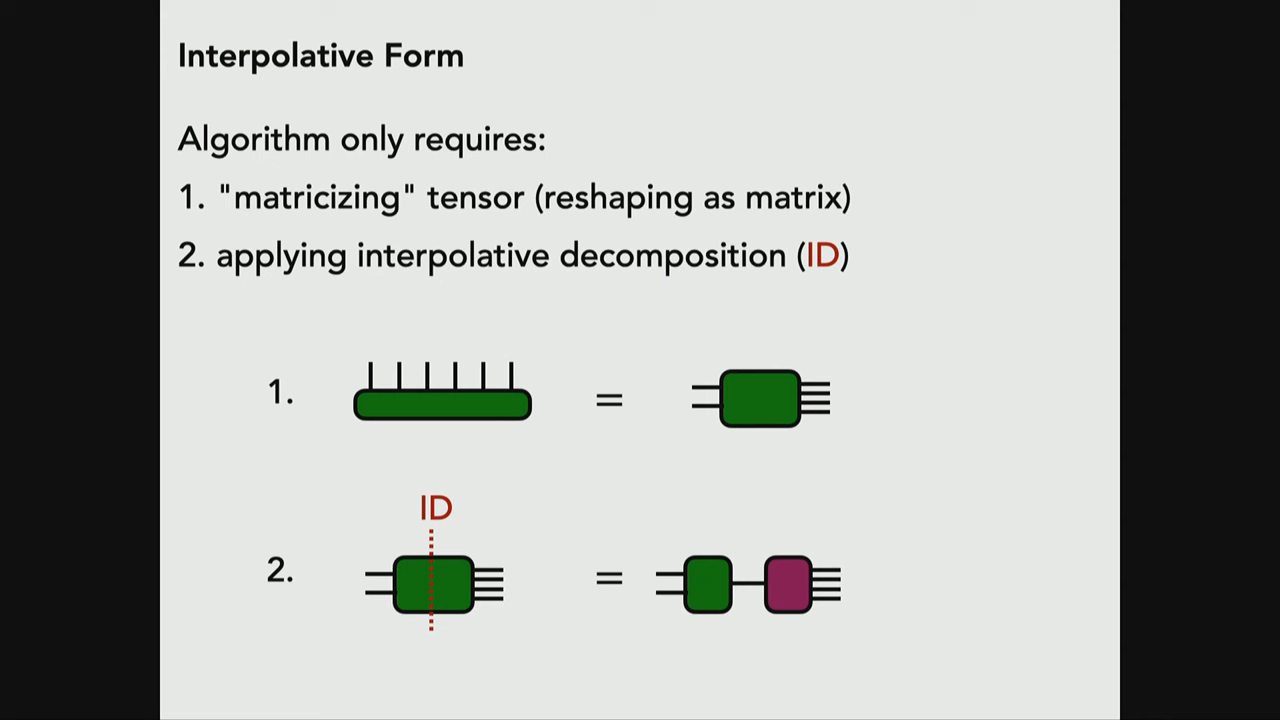 Interpolative Form
Algorithm only requires:
1. "matricizing" tensor (reshaping as matrix)
2. applying interpolative decomposition (ID)
1.
=
ID
2.
=